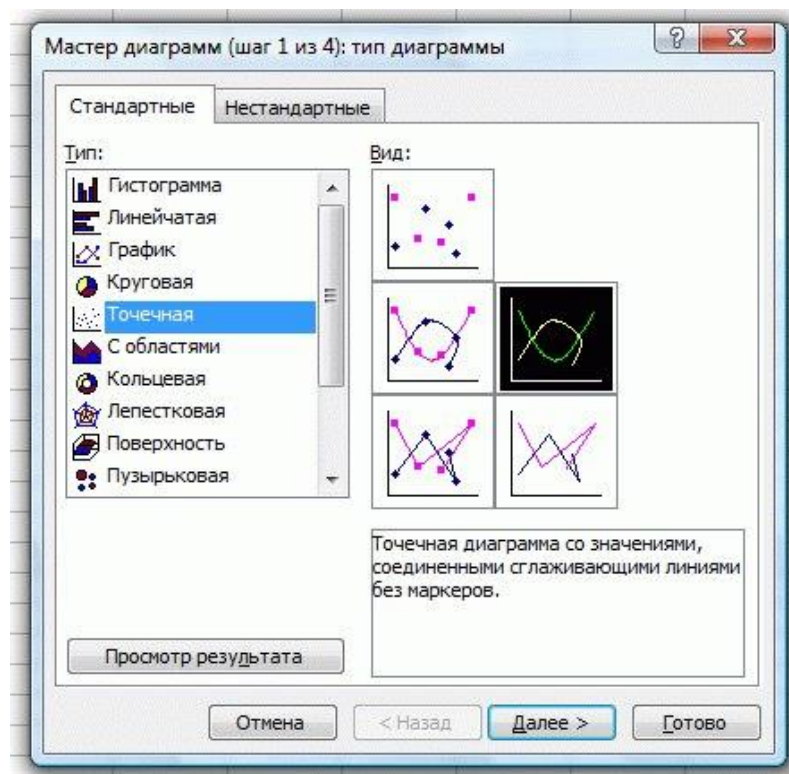 Мастер диаграмм (шаг 1 из 4): тип диаграммы
?
X
Стандартные
Нестандартные
Тип:
Вид:
Гистограмма
Линейчатая
График
Круговая
Точечная
С областями
Кольцевая
Лепестковая
Поверхность
Пузырьковая
Точечная диаграмма со значениями,
соединенными сглаживающими линиями
без маркеров.
Просмотр результата
Отмена
< Назад
Далее >
Готово